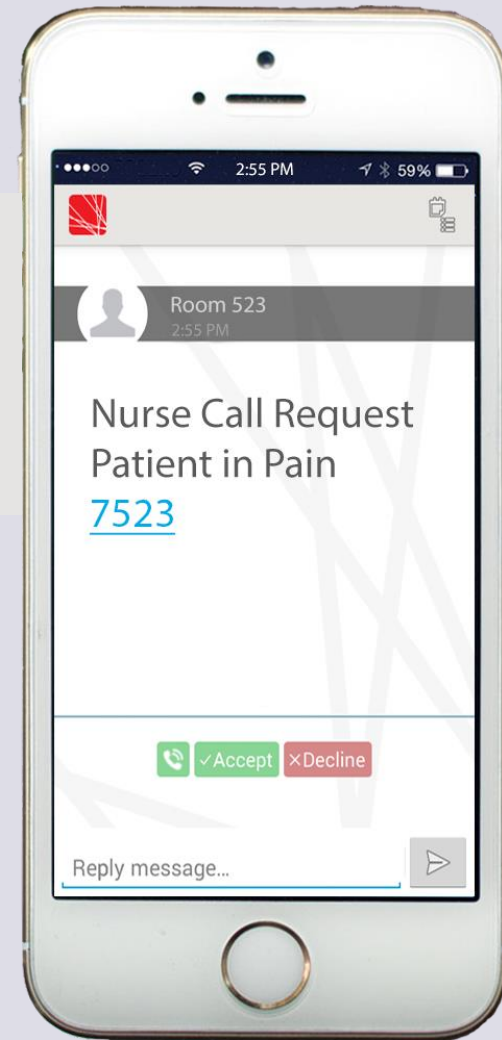 2:55 PM
59%
Room 523
2:55 PM
Nurse Call Request
Patient in Pain
7523
✓Accept ×Decline
Reply message...